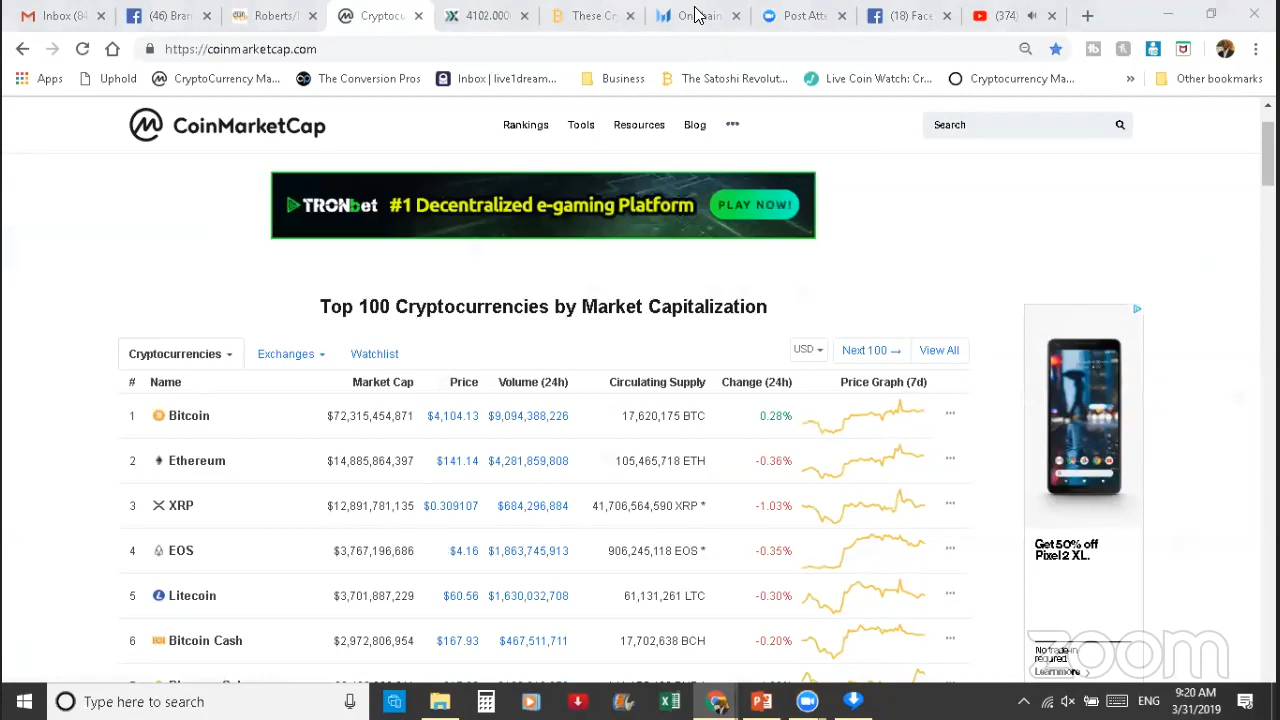 Inbox (84
(46) Bran
Roberts/
Cryptocu
4102.000
These Cr
Post Att
(18) Face
(374)
https://coinmarketcap.com
Apps
Uphold
CryptoCurrency Ma...
The Conversion Pros
Inbox | live1dream...
Business
The Satoshi Revolut...
Live Coin Watch: Cr...
Cryptocurrency Ma...
»
Other bookmarks
CoinMarketCap
Rankings
Tools
Resources
Blog
Search
TRONbet #1 Decentralized e-gaming Platform PLAY NOW!
Top 100 Cryptocurrencies by Market Capitalization
Cryptocurrencies
Exchanges
Watchlist
USD
Next 100 →
View All
# Name Market Cap Price Volume (24h) Circulating Supply Change (24h) Price Graph (7d)
1 Bitcoin $72,315,454,871 $4,104.13 $9,094,388,226 17,620,175 BTC 0.28%
2 Ethereum $14,885,864,397 $141.14 $4,281,859,808 105,465,718 ETH -0.36%
3 XRP $12,891,781,135 $0.309107 $684,296,884 41,706,564,590 XRP * -1.03%
4 EOS $3,767,196,686 $4.16 $1,863,745,913 906,245,118 EOS * -0.35%
5 Litecoin $3,701,887,229 $60.56 $1,630,032,708 61,131,261 LTC -0.30%
6 Bitcoin Cash $2,972,806,954 $167.93 $467,511,711 17,702,638 BCH -0.20%
Get 50% off
Pixel 2 XL.
No trade-in
required.
Learn more
zoom
Type here to search
ENG
9:20 AM
3/31/2019